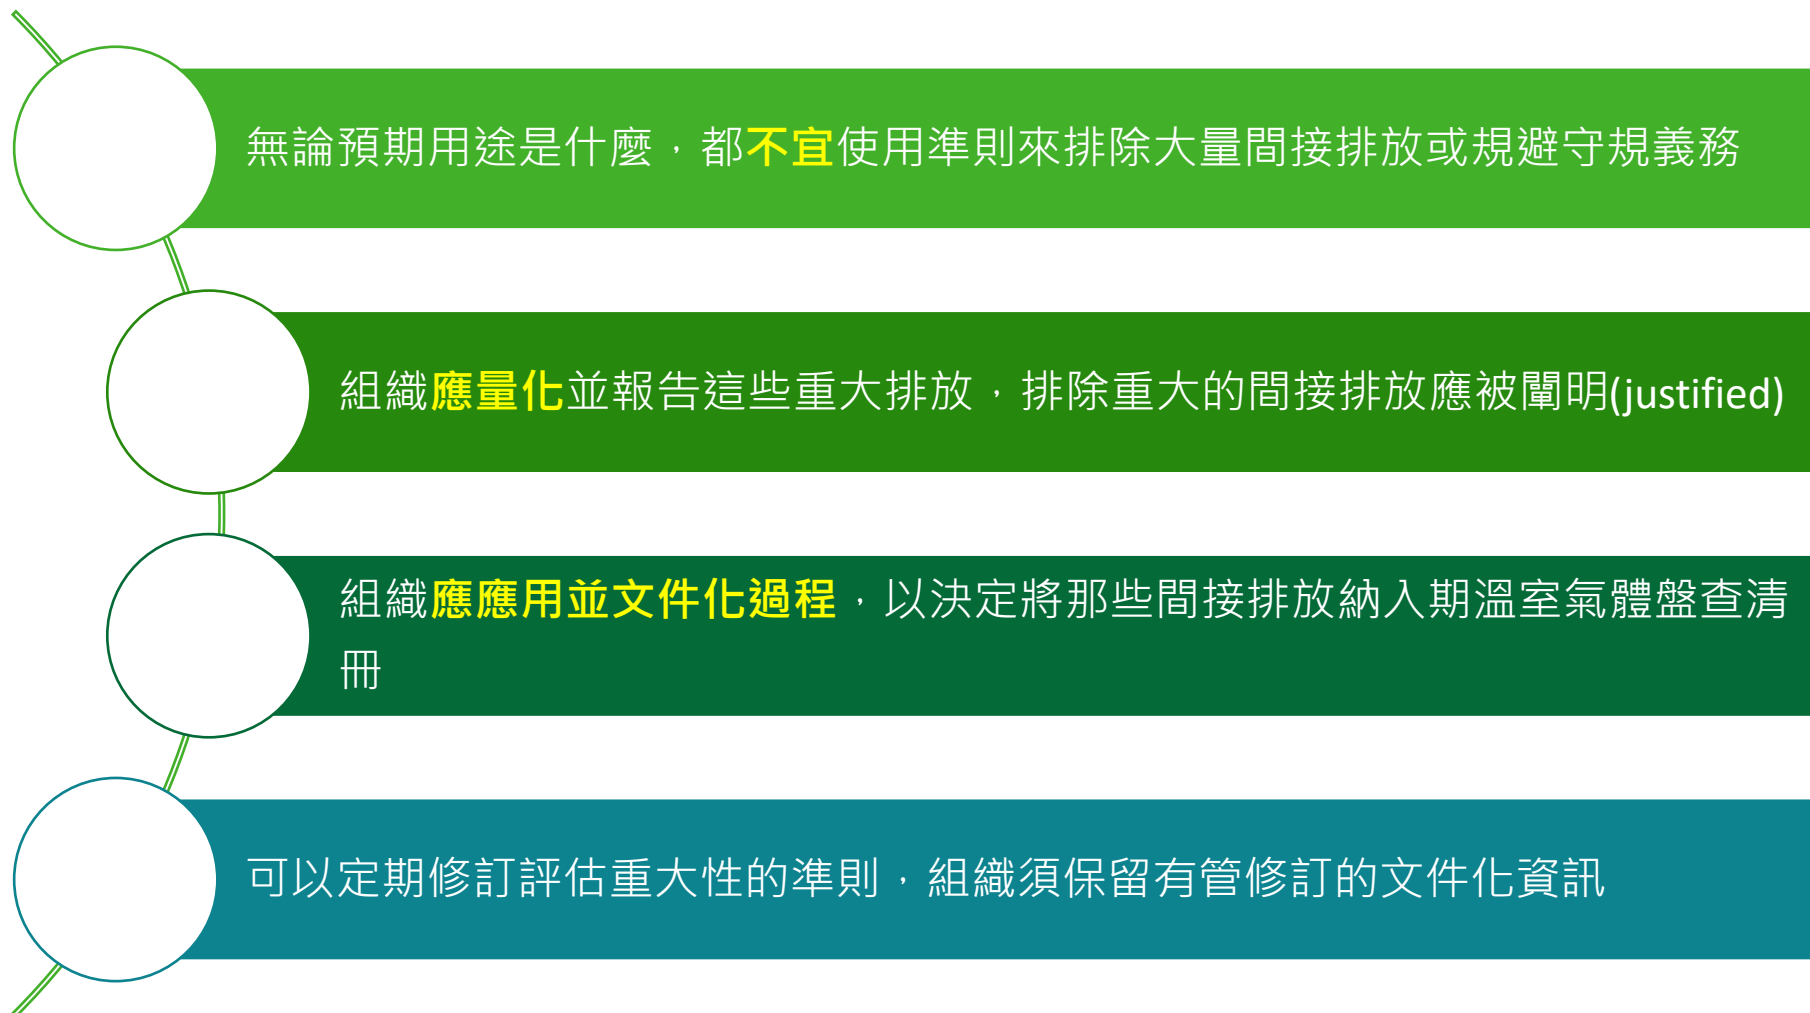 無論預期用途是什麼，都不宜使用準則來排除大量間接排放或規避守規義務
組織應量化並報告這些重大排放，排除重大的間接排放應被闡明(justified)
組織應應用並文件化過程，以決定將那些間接排放納入期溫室氣體盤查清
冊
可以定期修訂評估重大性的準則，組織須保留有管修訂的文件化資訊